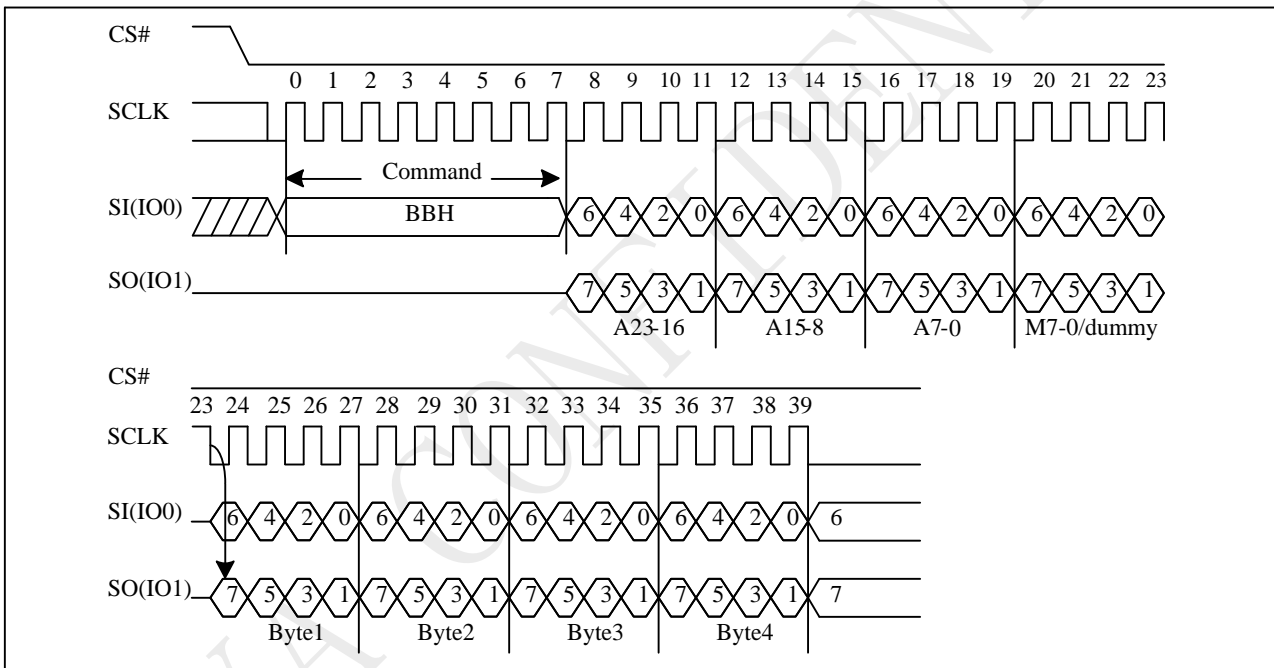 CS#
0 1 2 3 4 5 6 7 8 9 10 11 12 13 14 15 16 17 18 19 20 21 22 23
SCLK
Command
SI(IO0) BBH 6 4 2 0 6 4 2 0 6 4 2 0 6 4 2 0
SO(IO1) 7 5 3 1 7 5 3 1 7 5 3 1 7 5 3 1
A23-16 A15-8 A7-0 M7-0/dummy
CS#
23 24 25 26 27 28 29 30 31 32 33 34 35 36 37 38 39
SCLK
SI(IO0) 6 4 2 0 6 4 2 0 6 4 2 0 6 4 2 0 6
SO(IO1) 7 5 3 1 7 5 3 1 7 5 3 1 7 5 3 1 7
Byte1 Byte2 Byte3 Byte4